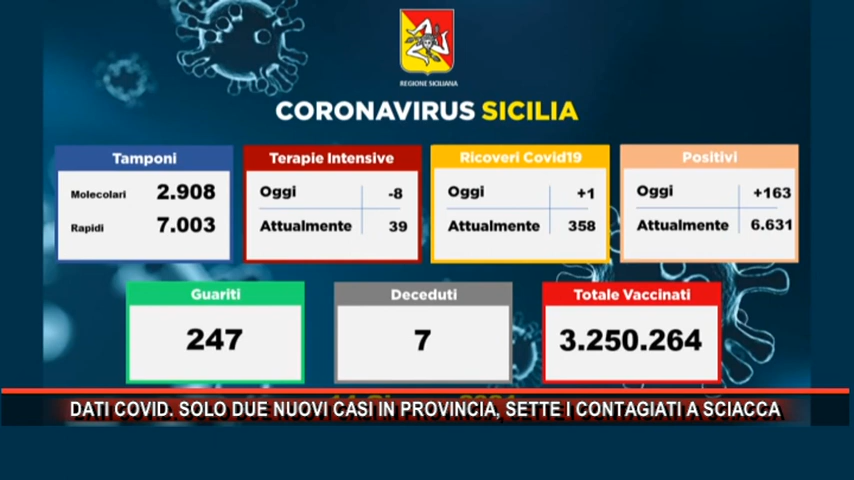 REGIONE SICILIANA
CORONAVIRUS SICILIA
Tamponi
Molecolari 2.908
Rapidi 7.003
Terapie Intensive
Oggi -8
Attualmente 39
Ricoveri Covid19
Oggi +1
Attualmente 358
Positivi
Oggi +163
Attualmente 6.631
Guariti
247
Deceduti
7
Totale Vaccinati
3.250.264
DATI COVID. SOLO DUE NUOVI CASI IN PROVINCIA, SETTE I CONTAGIATI A SCIACCA